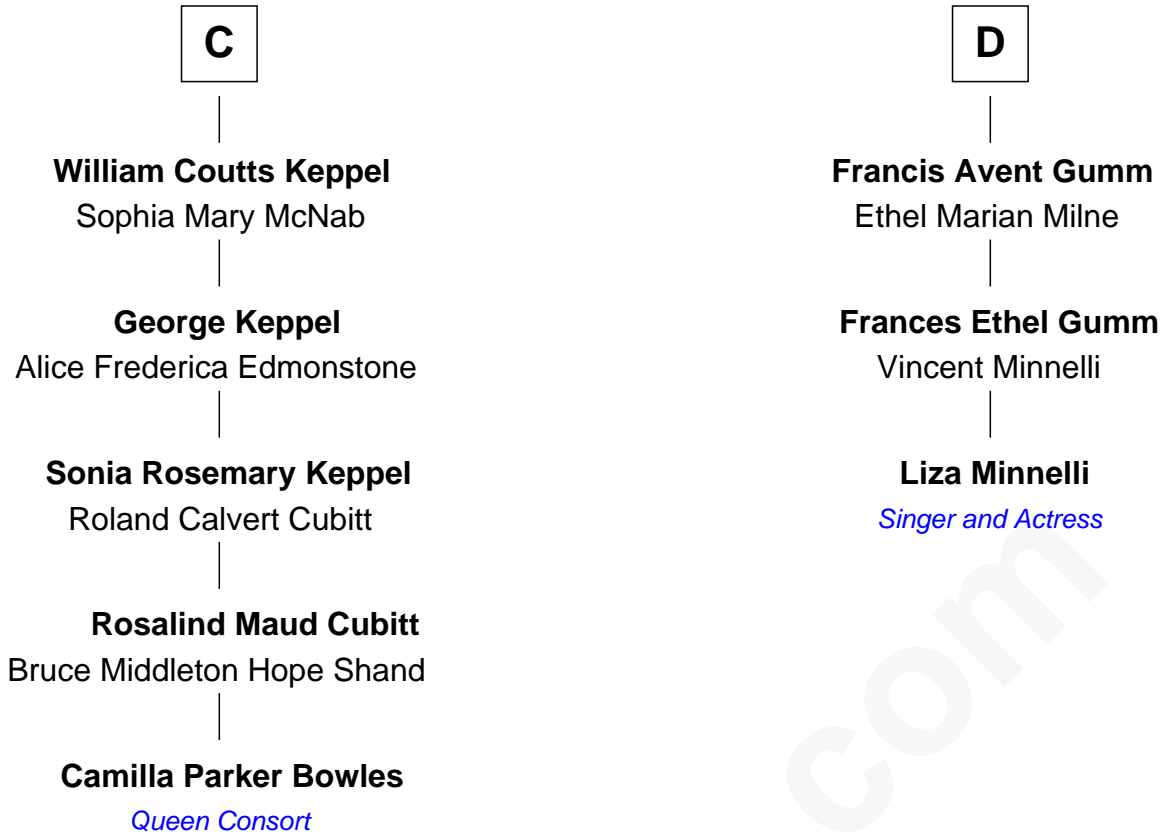 C
William Coutts Keppel
Sophia Mary McNab
George Keppel
Alice Frederica Edmonstone
Sonia Rosemary Keppel
Roland Calvert Cubitt
Rosalind Maud Cubitt
Bruce Middleton Hope Shand
Camilla Parker Bowles
Queen Consort
D
Francis Avent Gumm
Ethel Marian Milne
Frances Ethel Gumm
Vincent Minnelli
Liza Minnelli
Singer and Actress
com